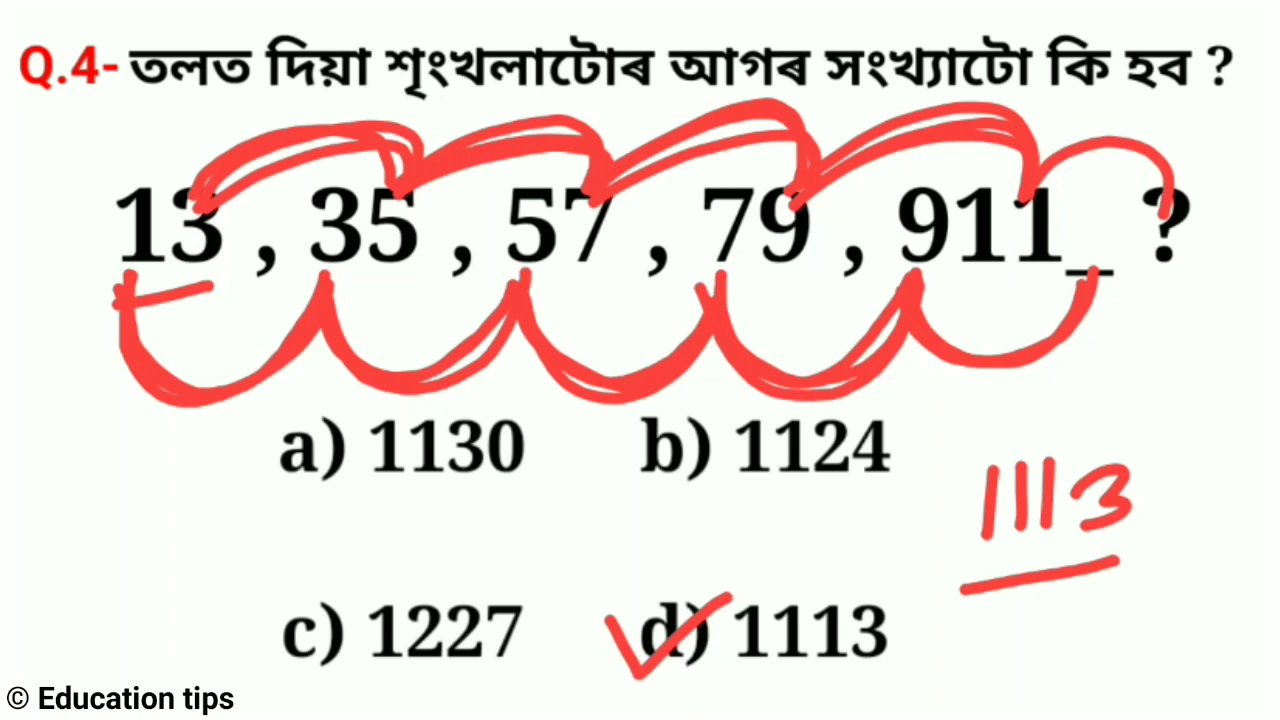 Q.4- তলত দিয়া শৃংখলাটোৰ আগৰ সংখ্যাটো কি হব ?
13 , 35 , 57 , 79 , 911_ ?
a) 1130 b) 1124
1113
c) 1227 d) 1113
© Education tips